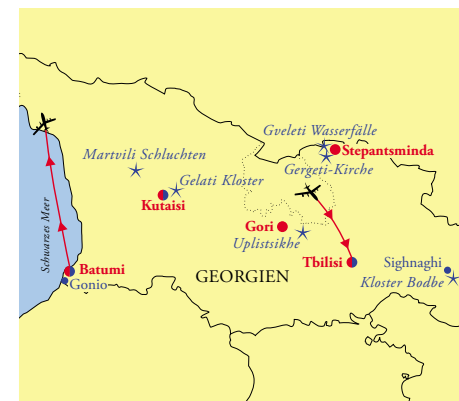 Gveleti Wasserfälle
Stepantsminda
Martvili Schluchten
Gergeti-Kirche
Gelati Kloster
Kutaisi
Schwarzes Meer
Gori
Uplistsikhe
Tbilisi
Sighnaghi
Batumi
GEORGIEN
Kloster Bodbe
Gonio